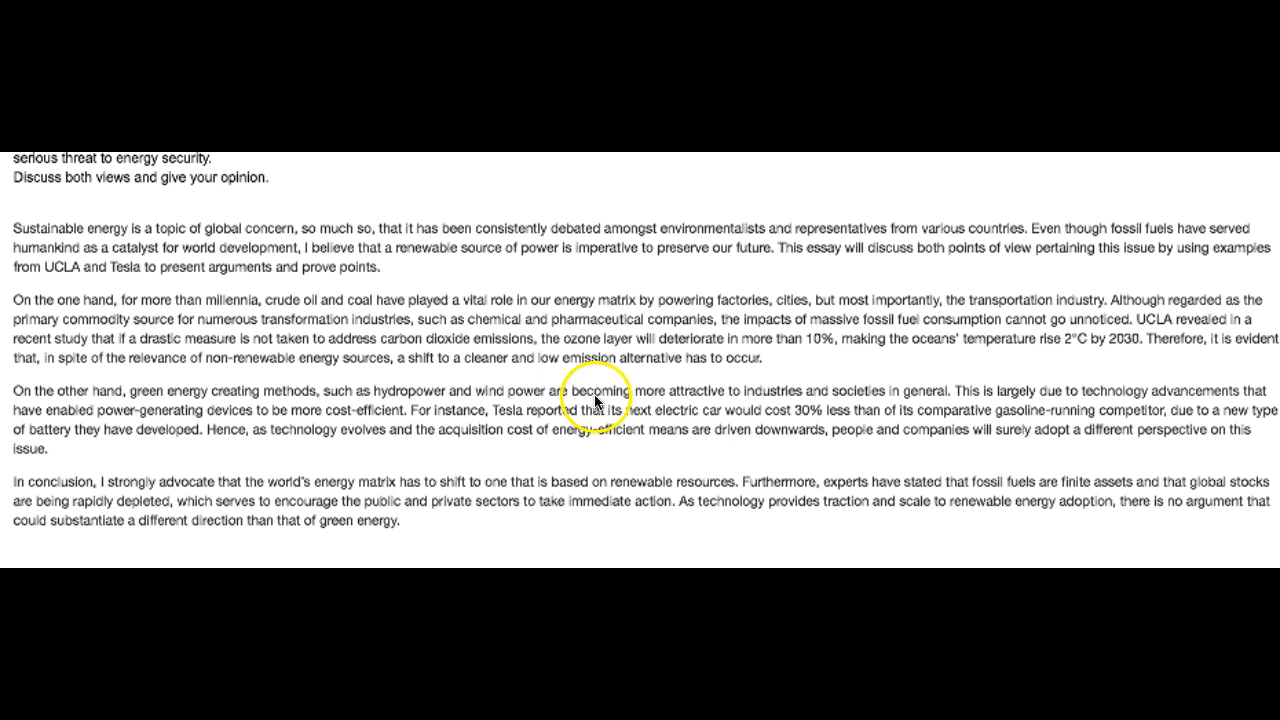 serious threat to energy security.
Discuss both views and give your opinion.
Sustainable energy is a topic of global concern, so much so, that it has been consistently debated amongst environmentalists and representatives from various countries. Even though fossil fuels have served
humankind as a catalyst for world development, I believe that a renewable source of power is imperative to preserve our future. This essay will discuss both points of view pertaining this issue by using examples
from UCLA and Tesla to present arguments and prove points.
On the one hand, for more than millennia, crude oil and coal have played a vital role in our energy matrix by powering factories, cities, but most importantly, the transportation industry. Although regarded as the
primary commodity source for numerous transformation industries, such as chemical and pharmaceutical companies, the impacts of massive fossil fuel consumption cannot go unnoticed. UCLA revealed in a
recent study that if a drastic measure is not taken to address carbon dioxide emissions, the ozone layer will deteriorate in more than 10%, making the oceans' temperature rise 2°C by 2030. Therefore, it is evident
that, in spite of the relevance of non-renewable energy sources, a shift to a cleaner and low emission alternative has to occur.
On the other hand, green energy creating methods, such as hydropower and wind power are becoming more attractive to industries and societies in general. This is largely due to technology advancements that
have enabled power-generating devices to be more cost-efficient. For instance, Tesla reported that its next electric car would cost 30% less than of its comparative gasoline-running competitor, due to a new type
of battery they have developed. Hence, as technology evolves and the acquisition cost of energy-efficient means are driven downwards, people and companies will surely adopt a different perspective on this
issue.
In conclusion, I strongly advocate that the world's energy matrix has to shift to one that is based on renewable resources. Furthermore, experts have stated that fossil fuels are finite assets and that global stocks
are being rapidly depleted, which serves to encourage the public and private sectors to take immediate action. As technology provides traction and scale to renewable energy adoption, there is no argument that
could substantiate a different direction than that of green energy.